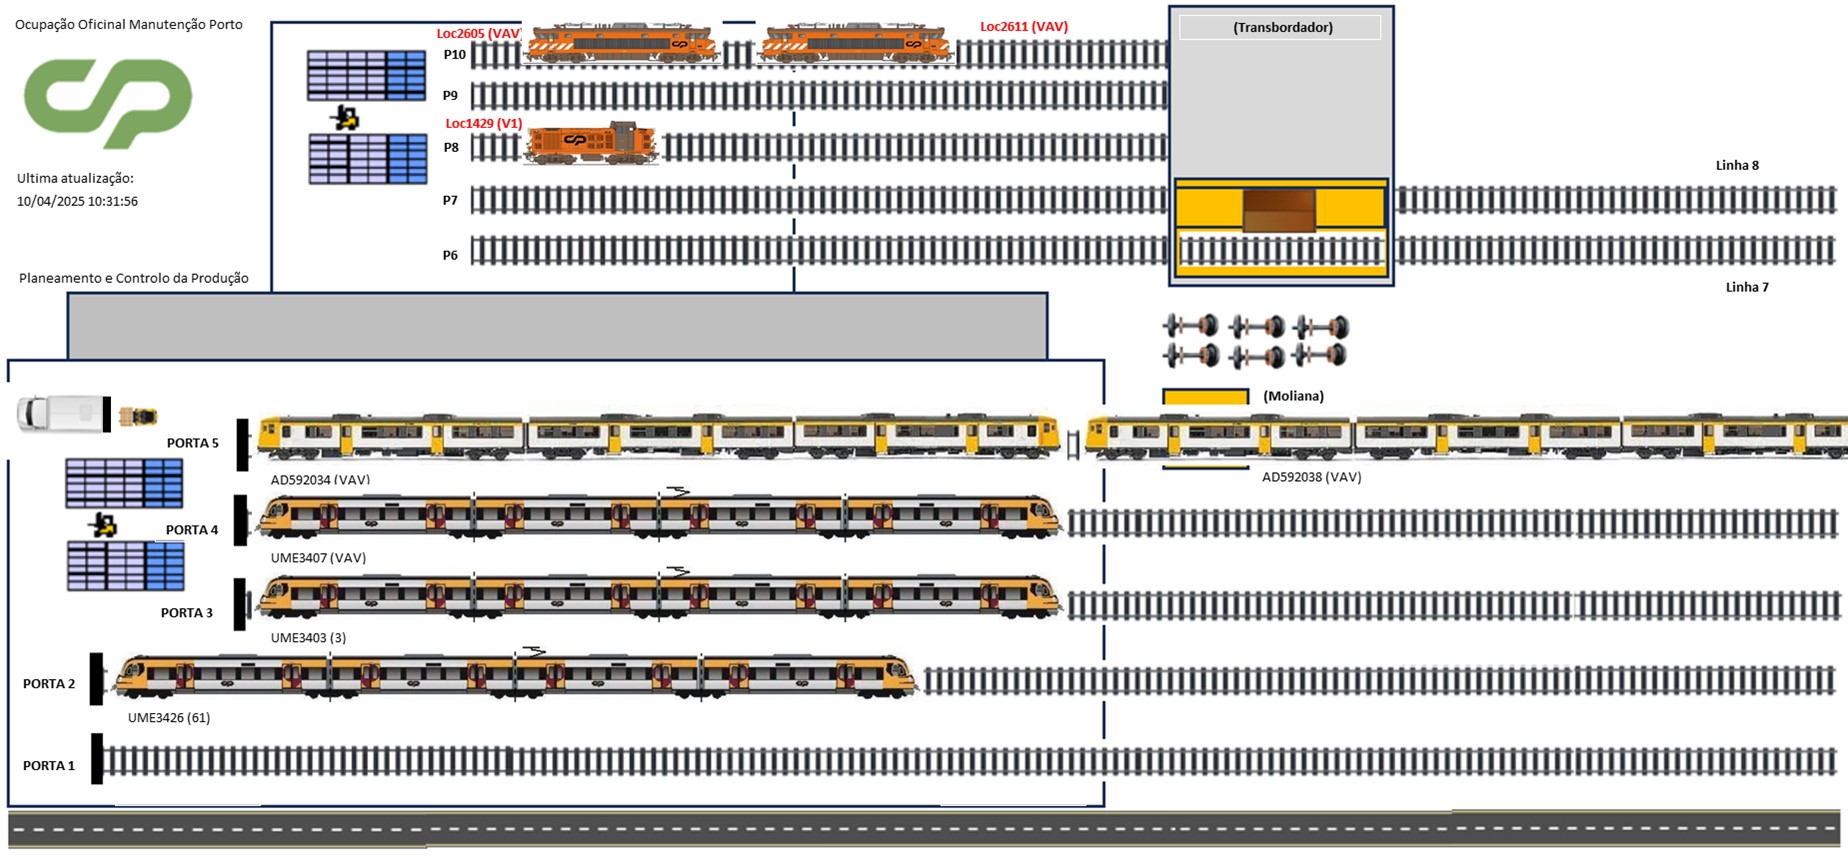 Ocupação Oficinal Manutenção Porto
Loc2605 (VAV)
Loc2611 (VAV)
(Transbordador)
P10
P9
Loc1429 (V1)
P8
Ultima atualização:
10/04/2025 10:31:56
Linha 8
P7
P6
Planeamento e Controlo da Produção
Linha 7
(Moliana)
PORTA 5
AD592034 (VAV)
AD592038 (VAV)
PORTA 4
UME3407 (VAV)
PORTA 3
UME3403 (3)
PORTA 2
UME3426 (61)
PORTA 1